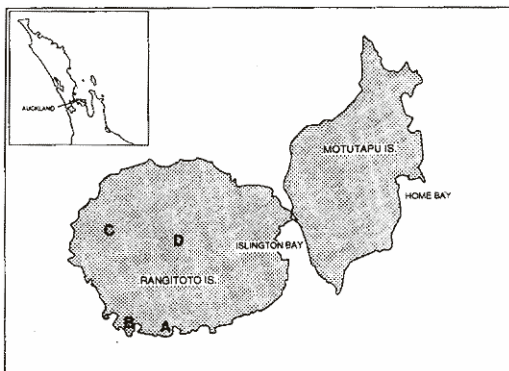 AUCKLAND
MOTUTAPU IS.
HOME BAY
C
D
ISLINGTON BAY
RANGITOTO IS.
B
A